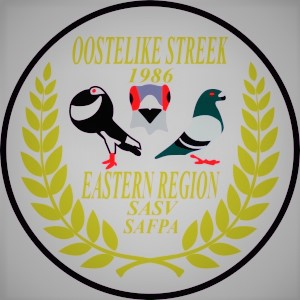 OOSTELIKE STREEK
1986
EASTERN REGION
SASV
SAFPA